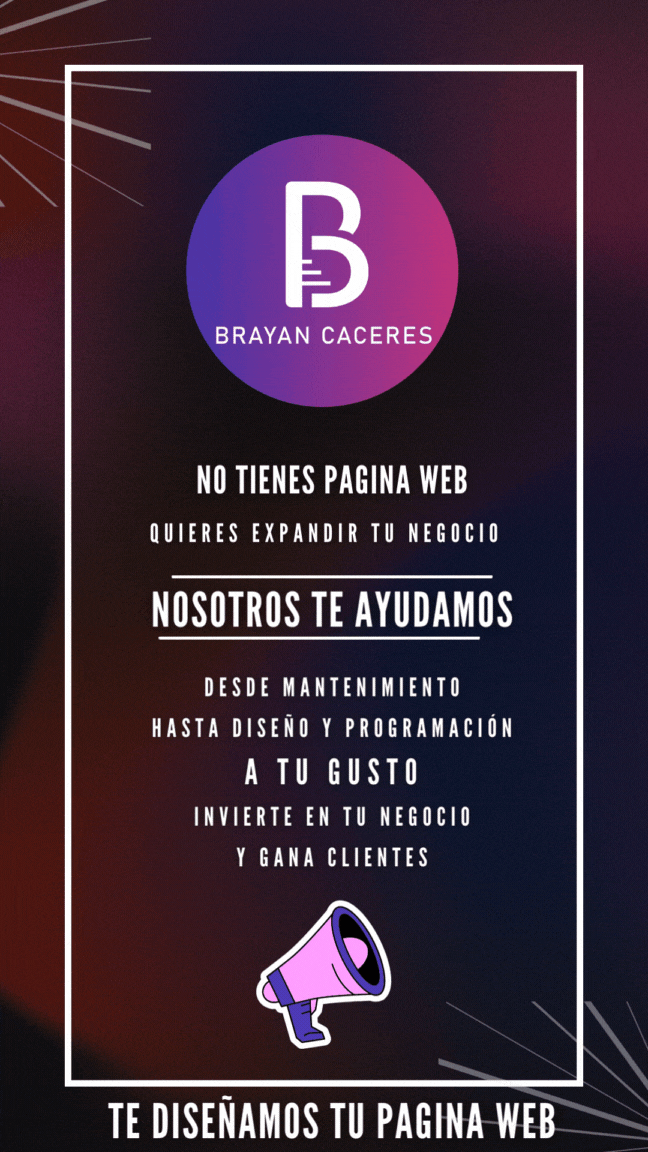 B
BRAYAN CACERES
NO TIENES PAGINA WEB
QUIERES EXPANDIR TU NEGOCIO
NOSOTROS TE AYUDAMOS
DESDE MANTENIMIENTO
HASTA DISEÑO Y PROGRAMACIÓN
A TU GUSTO
INVIERTE EN TU NEGOCIO
Y GANA CLIENTES
TE DISEÑAMOS TU PAGINA WEB